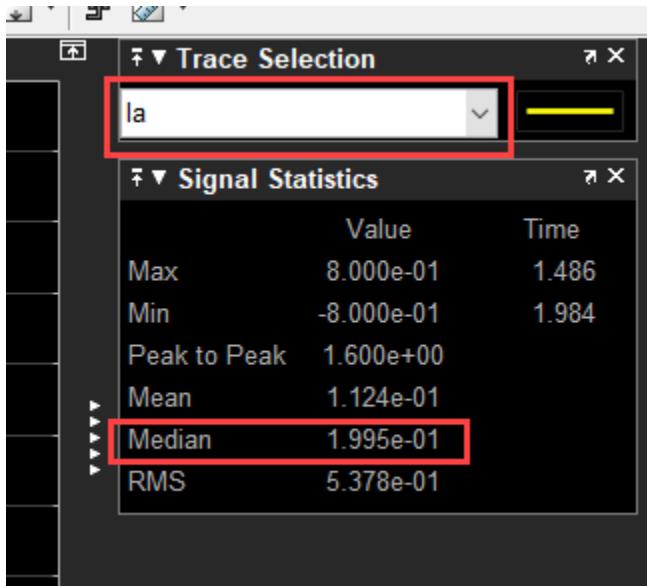 Trace Selection
Ia
Signal Statistics
Value Time
Max 8.000e-01 1.486
Min -8.000e-01 1.984
Peak to Peak 1.600e+00
Mean 1.124e-01
Median 1.995e-01
RMS 5.378e-01